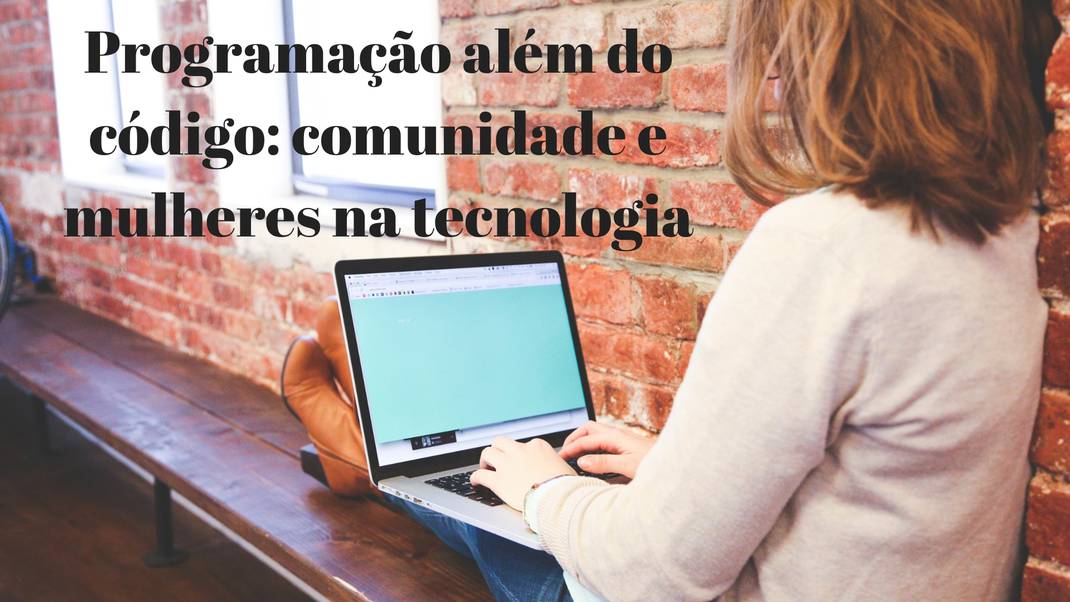 Programação além do
código: comunidade e
mulheres na tecnologia